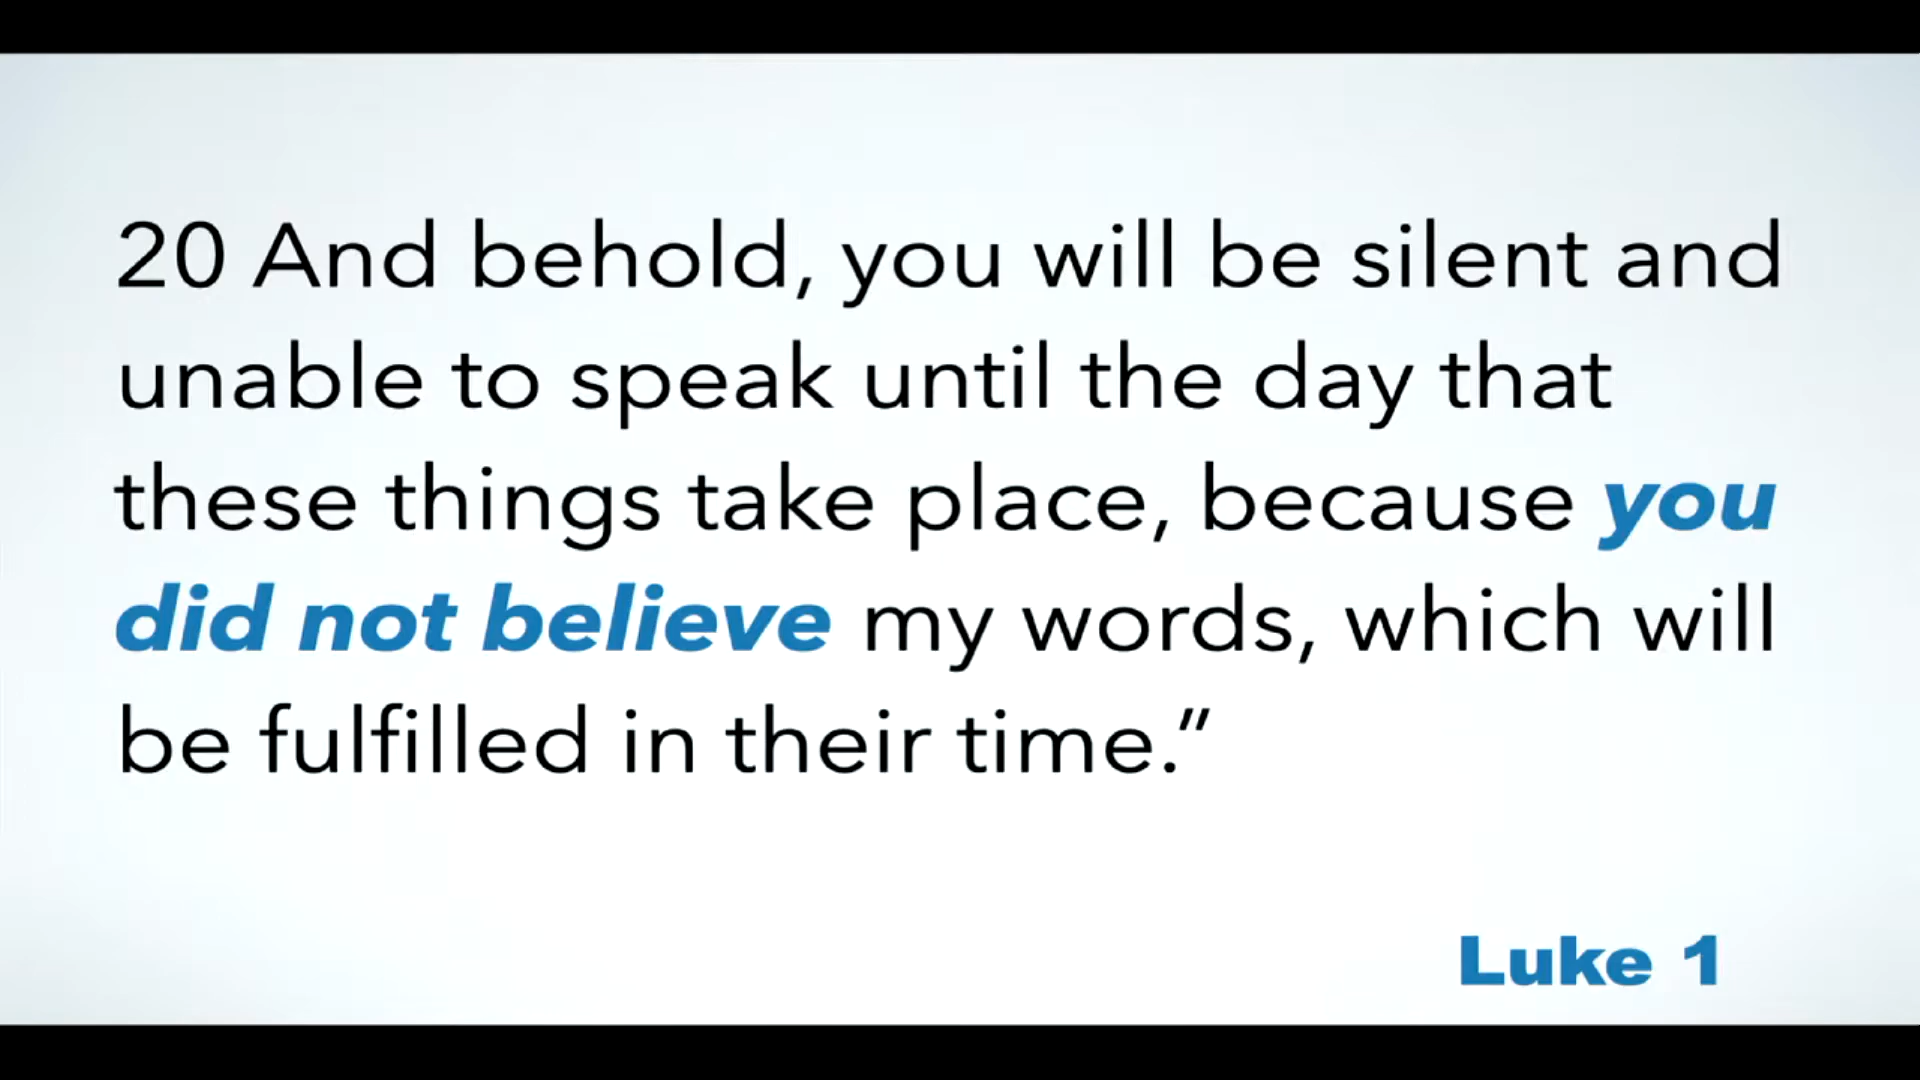 20 And behold, you will be silent and
unable to speak until the day that
these things take place, because you
did not believe my words, which will
be fulfilled in their time.”
Luke 1